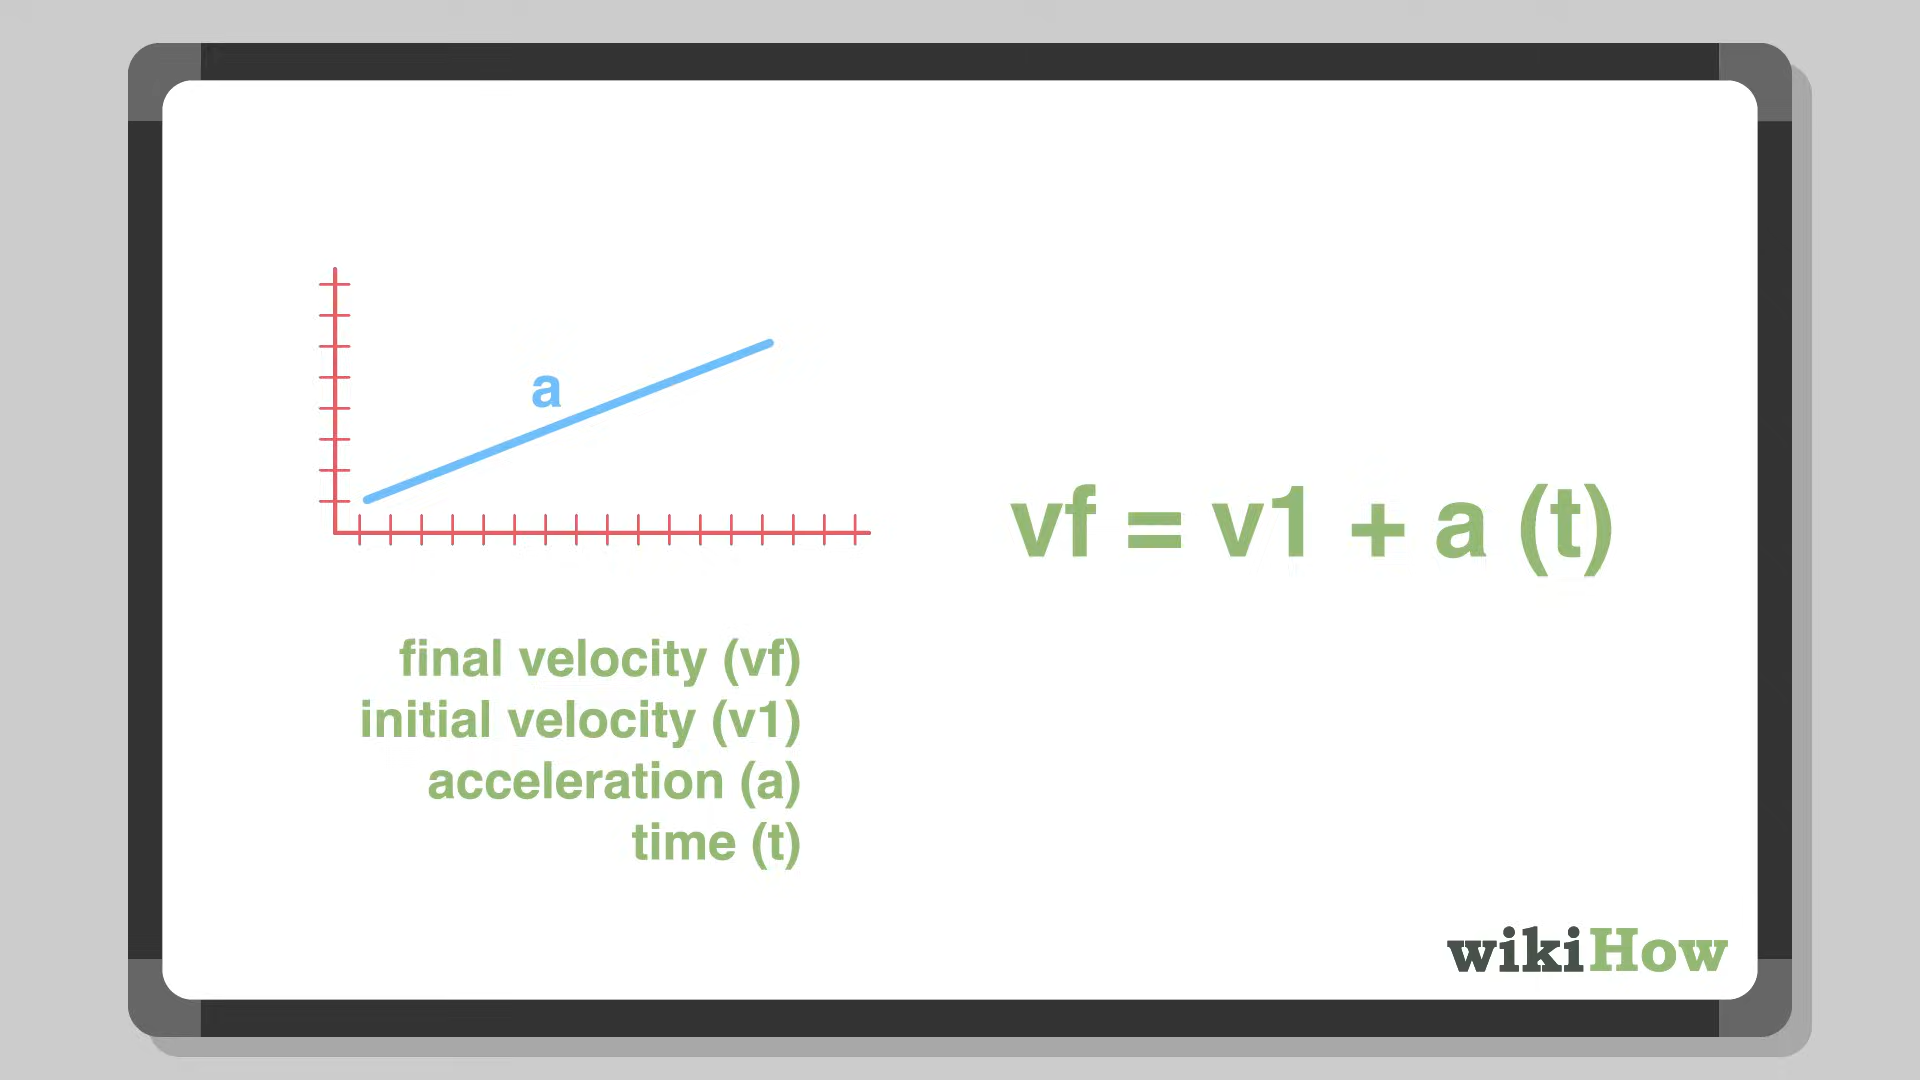 a
vf = v1 + a (t)
final velocity (vf)
initial velocity (v1)
acceleration (a)
time (t)
wikiHow